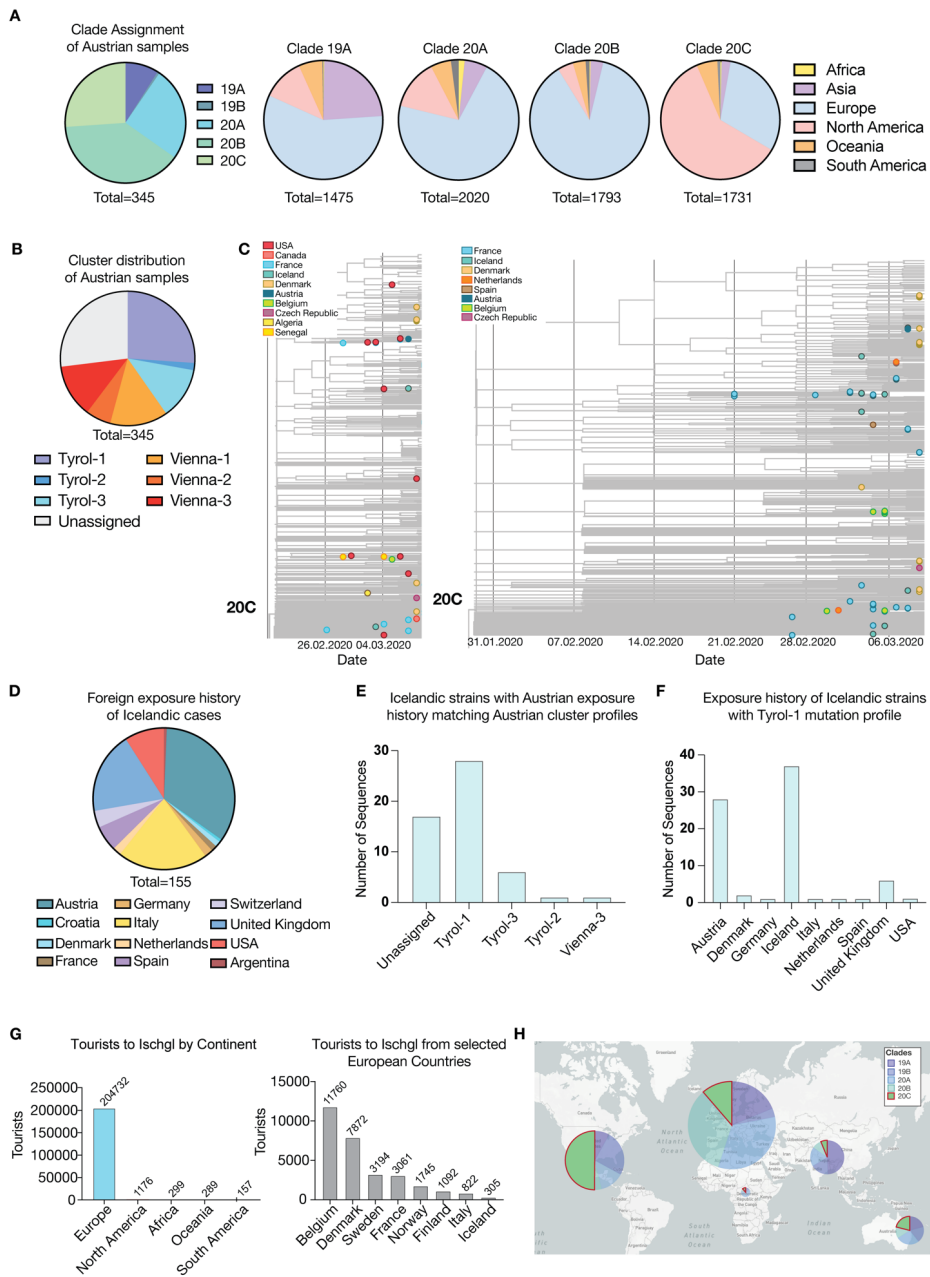 A
Clade Assignment
of Austrian samples
19A
19B
20A
20B
20C
Total=345
Clade 19A
Total=1475
Clade 20A
Total=2020
Clade 20B
Total=1793
Clade 20C
Total=1731
Africa
Asia
Europe
North America
Oceania
South America
B
Cluster distribution
of Austrian samples
Total=345
Tyrol-1
Tyrol-2
Tyrol-3
Unassigned
Vienna-1
Vienna-2
Vienna-3
C
USA
Canada
France
Iceland
Denmark
Austria
Belgium
Czech Republic
Algeria
Senegal
20C
26.02.2020
04.03.2020
Date
France
Iceland
Denmark
Netherlands
Spain
Austria
Belgium
Czech Republic
20C
31.01.2020
07.02.2020
14.02.2020
21.02.2020
28.02.2020
06.03.2020
Date
D
Foreign exposure history
of Icelandic cases
Total=155
Austria
Croatia
Denmark
France
Germany
Italy
Netherlands
Spain
Switzerland
United Kingdom
USA
Argentina
E
Icelandic strains with Austrian exposure
history matching Austrian cluster profiles
Number of Sequences
30
20
10
0
Unassigned
Tyrol-1
Tyrol-3
Tyrol-2
Vienna-3
F
Exposure history of Icelandic strains
with Tyrol-1 mutation profile
Number of Sequences
40
30
20
10
0
Austria
Denmark
Germany
Iceland
Italy
Netherlands
Spain
United Kingdom
USA
G
Tourists to Ischgl by Continent
Tourists
250000
200000
150000
100000
50000
0
204732
1176
299
289
157
Europe
North America
Africa
Oceania
South America
Tourists to Ischgl from selected
European Countries
Tourists
15000
10000
5000
0
11760
7872
3194
3061
1745
1092
822
305
Belgium
Denmark
Sweden
France
Norway
Finland
Italy
Iceland
H
Clades
19A
19B
20A
20B
20C
Greenland
Canada
Russia
North
Atlantic
Ocean
Kazakhstan
Mongolia
China
Brazil
South
Atlantic
Ocean
Indian
Ocean
Australia